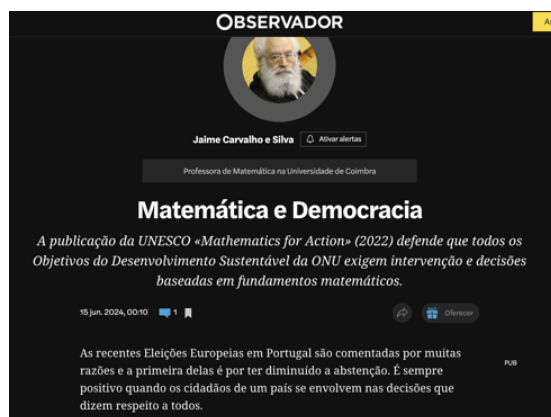 OBSERVADOR
Jaime Carvalho e Silva
Ativar alertas
Professora de Matemática na Universidade de Coimbra
Matemática e Democracia
A publicação da UNESCO «Mathematics for Action» (2022) defende que todos os
Objetivos do Desenvolvimento Sustentável da ONU exigem intervenção e decisões
baseadas em fundamentos matemáticos.
15 jun. 2024, 00:10
1
Oferecer
As recentes Eleições Europeias em Portugal são comentadas por muitas
razões e a primeira delas é por ter diminuído a abstenção. É sempre
positivo quando os cidadãos de um país se envolvem nas decisões que
dizem respeito a todos.
PUB